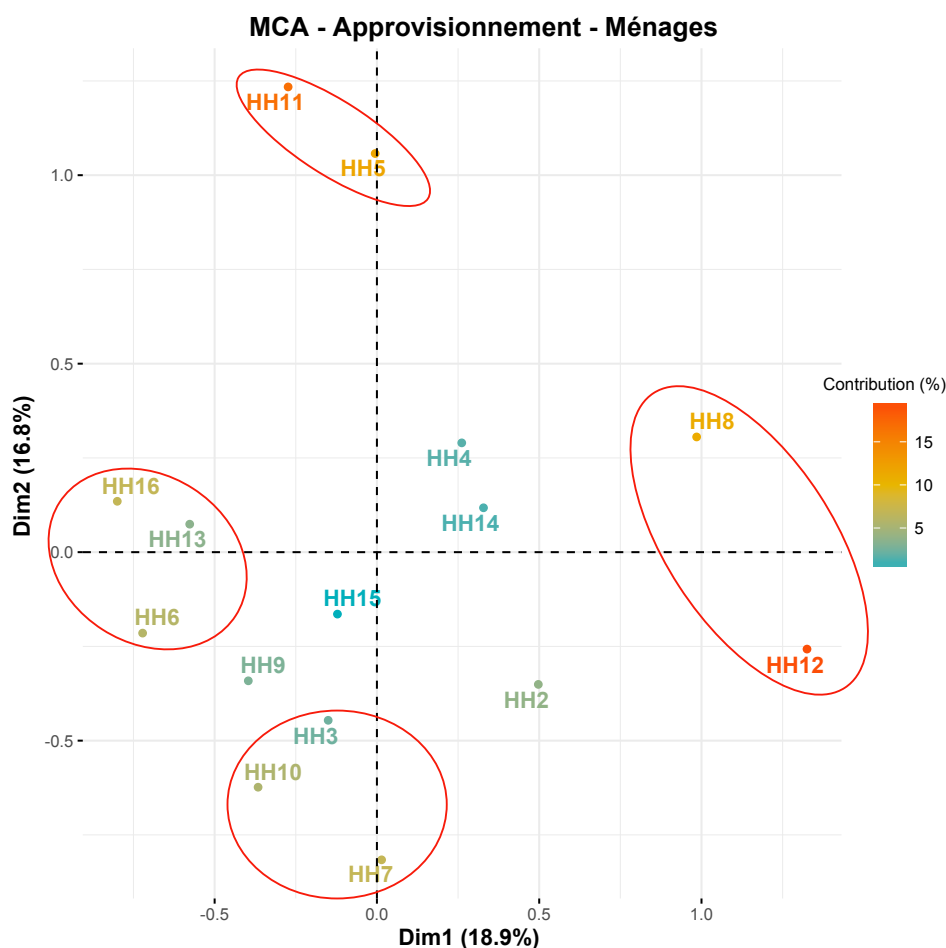 MCA - Approvisionnement - Ménages
HH11
HH5
1.0
0.5
Contribution (%)
HH8
15
HH4
10
HH16
HH14
5
HH13
Dim2 (16.8%)
0.0
HH15
HH6
HH9
HH12
HH2
-0.5
HH3
HH10
HH7
-0.5
0.0
0.5
1.0
Dim1 (18.9%)